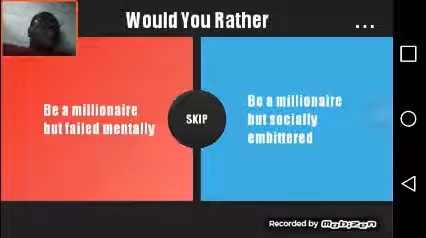 Would You Rather
...
Be a millionaire
but failed mentally
SKIP
Be a millionaire
but socially
embittered
Recorded by Mobizen